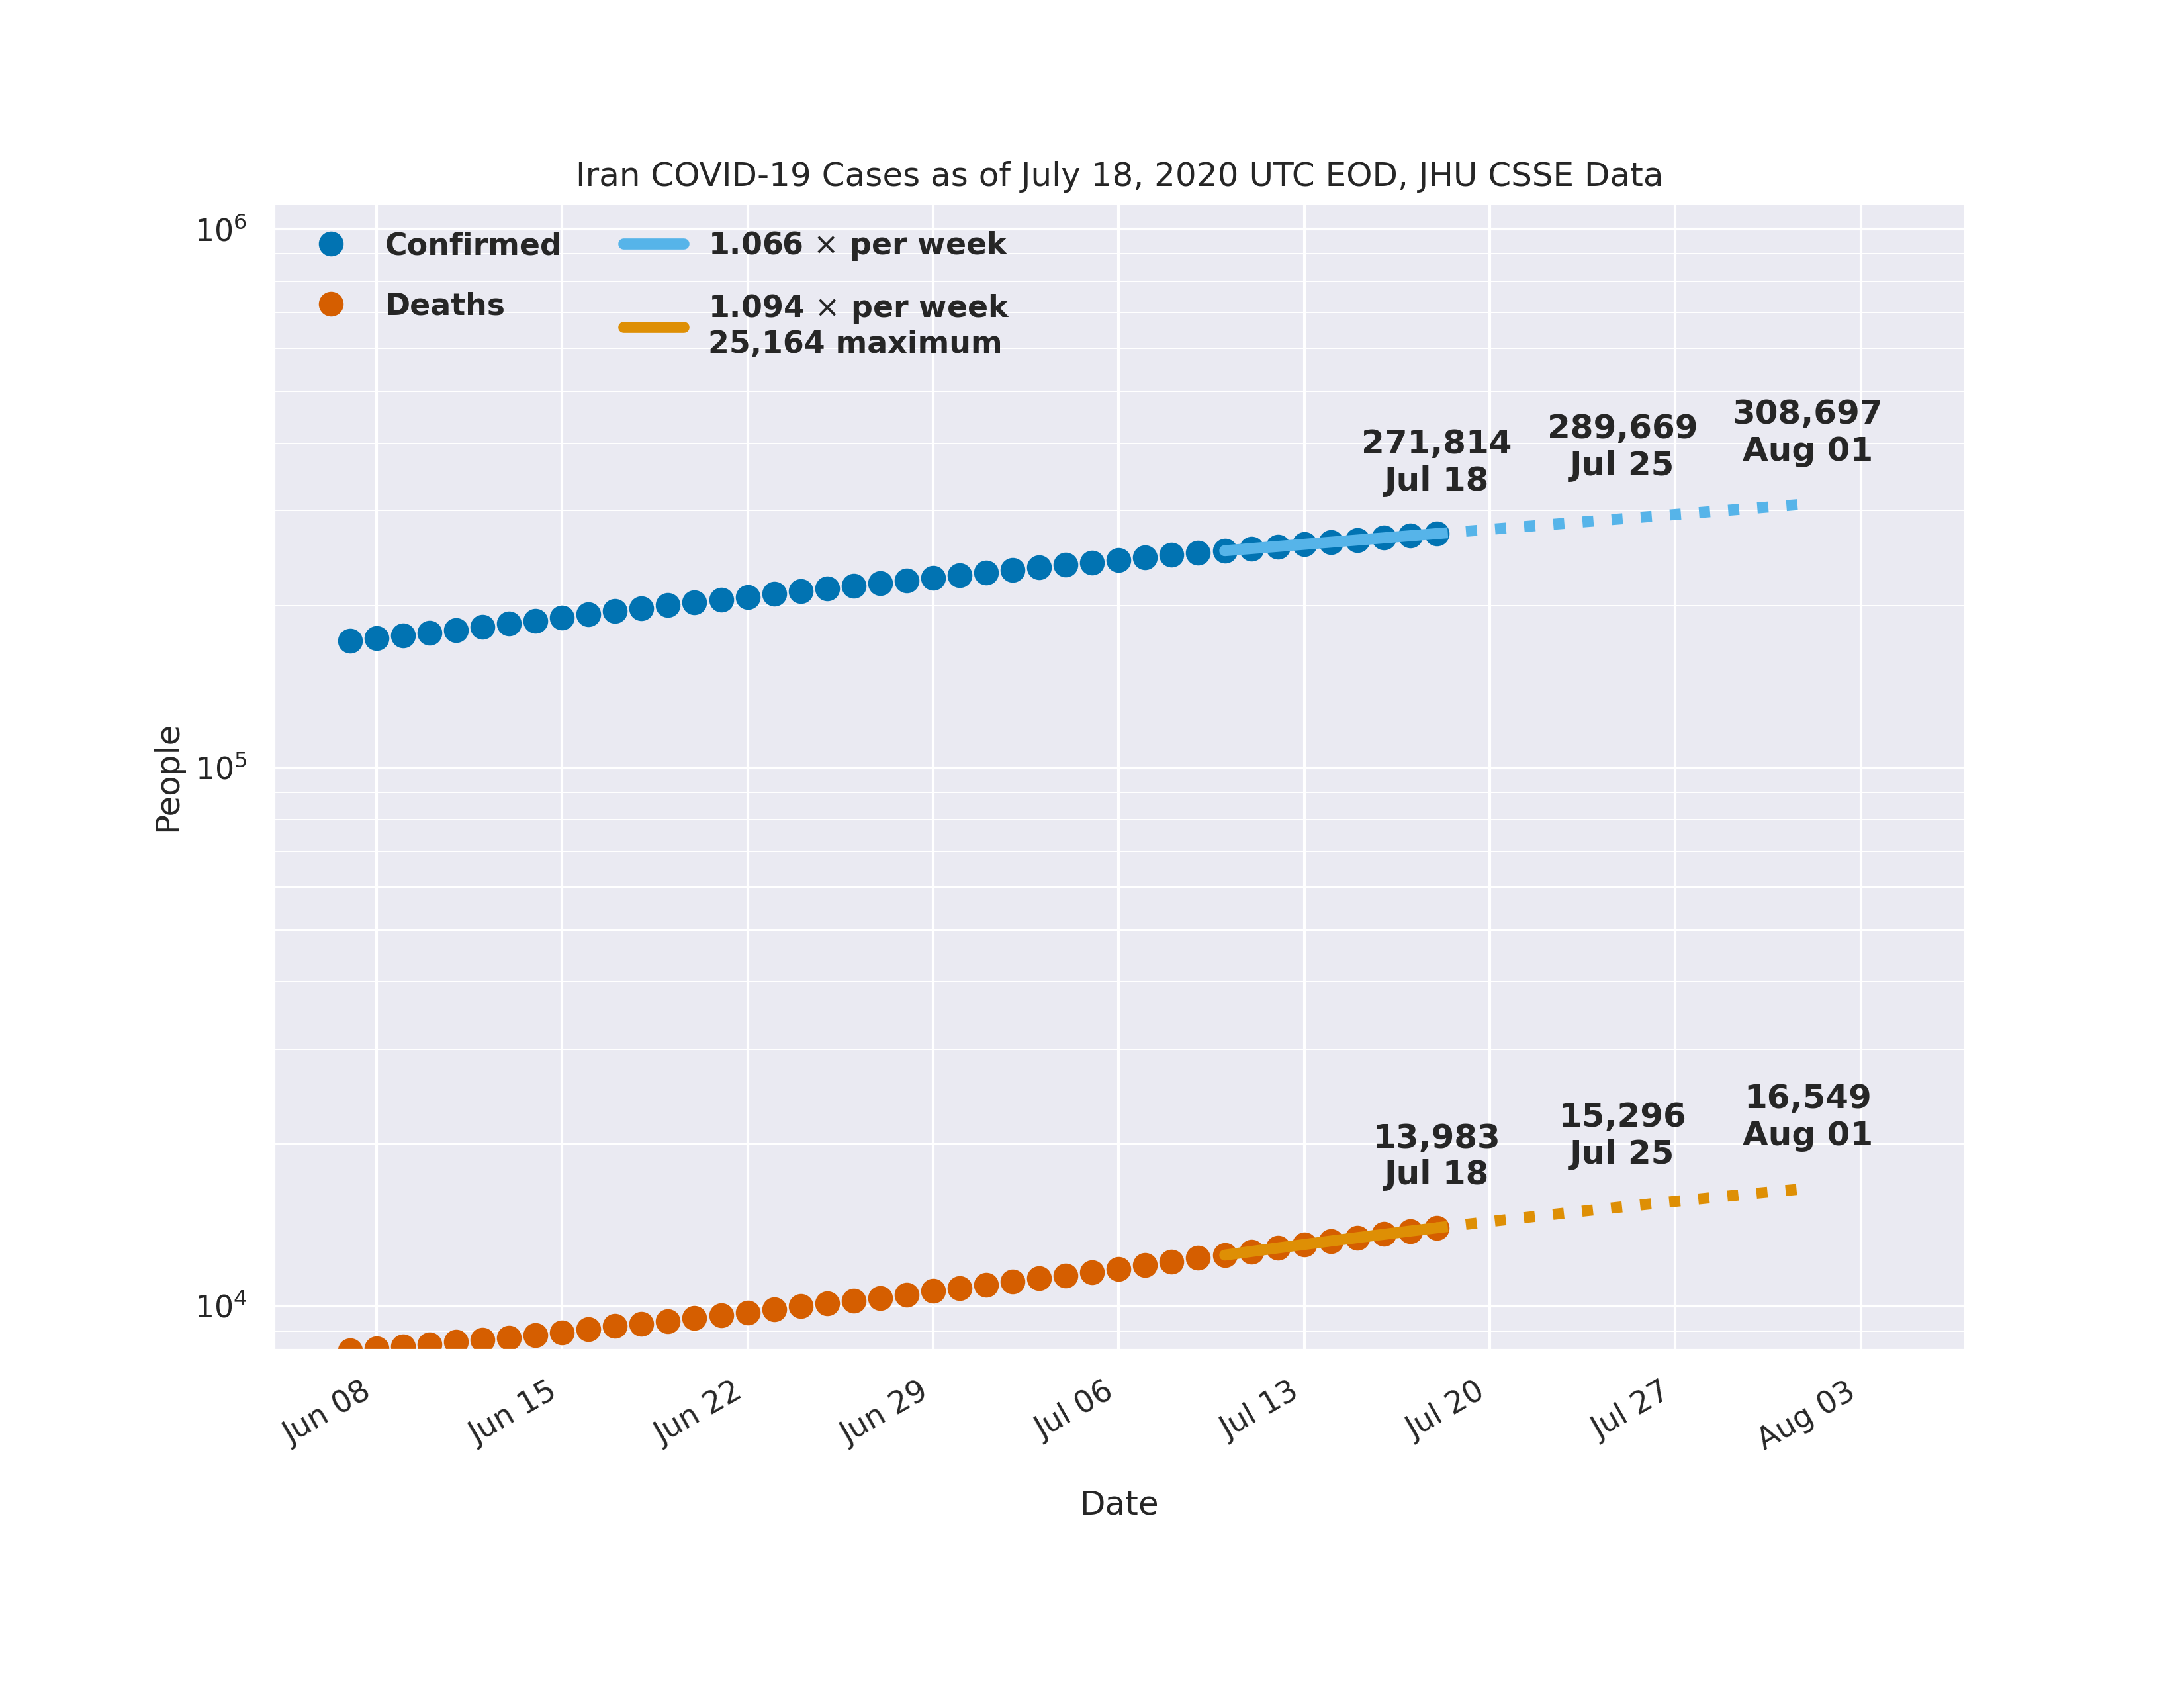 Iran COVID-19 Cases as of July 18, 2020 UTC EOD, JHU CSSE Data
10⁶
Confirmed
1.066 × per week
Deaths
1.094 × per week
25,164 maximum
271,814
Jul 18
289,669
Jul 25
308,697
Aug 01
People
10⁵
13,983
Jul 18
15,296
Jul 25
16,549
Aug 01
10⁴
Jun 08
Jun 15
Jun 22
Jun 29
Jul 06
Jul 13
Jul 20
Jul 27
Aug 03
Date